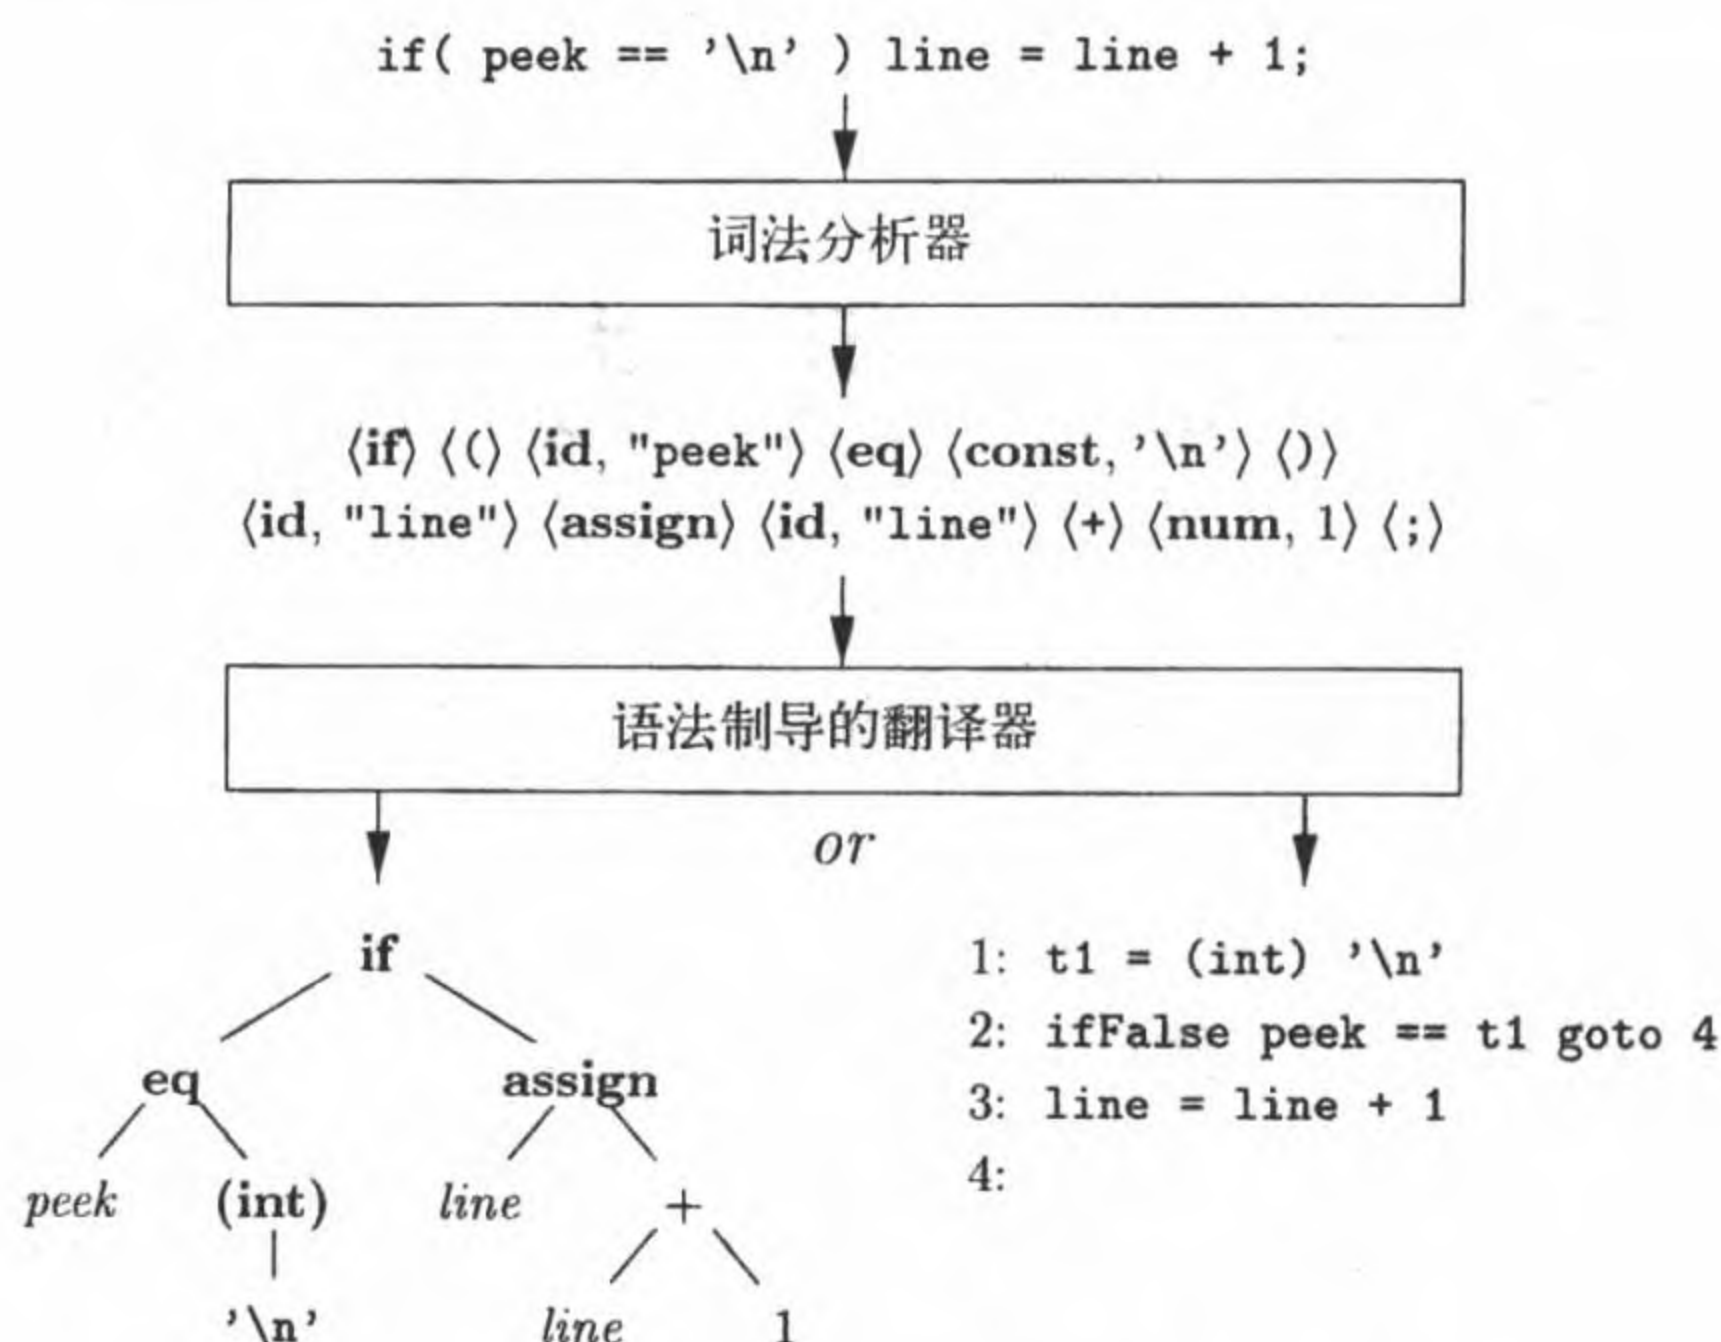 if( peek == '\n' ) line = line + 1;
词法分析器
⟨if⟩ ⟨(⟩ ⟨id, "peek"⟩ ⟨eq⟩ ⟨const, '\n'⟩ ⟨)⟩
⟨id, "line"⟩ ⟨assign⟩ ⟨id, "line"⟩ ⟨+⟩ ⟨num, 1⟩ ⟨;⟩
语法制导的翻译器
or
if
eq assign
peek (int) line +
'\n' line 1
1: t1 = (int) '\n'
2: ifFalse peek == t1 goto 4
3: line = line + 1
4: